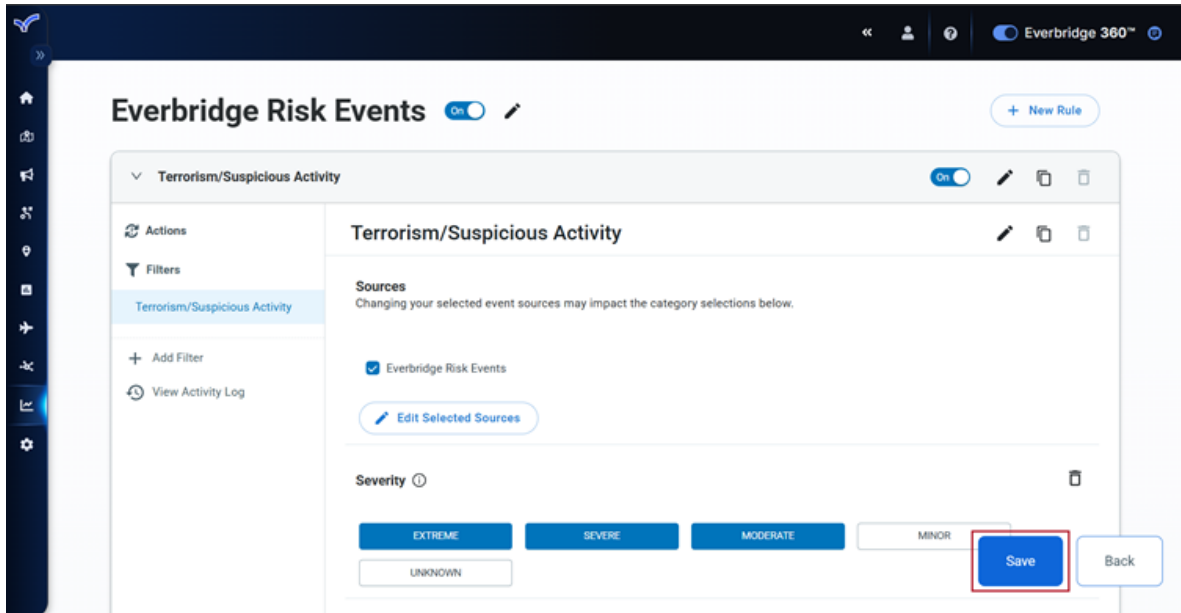 Everbridge 360™
Everbridge Risk Events On
+ New Rule
Terrorism/Suspicious Activity
On
Actions
Filters
Terrorism/Suspicious Activity
+ Add Filter
View Activity Log
Terrorism/Suspicious Activity
Sources
Changing your selected event sources may impact the category selections below.
Everbridge Risk Events
Edit Selected Sources
Severity
EXTREME SEVERE MODERATE MINOR
UNKNOWN
Save Back